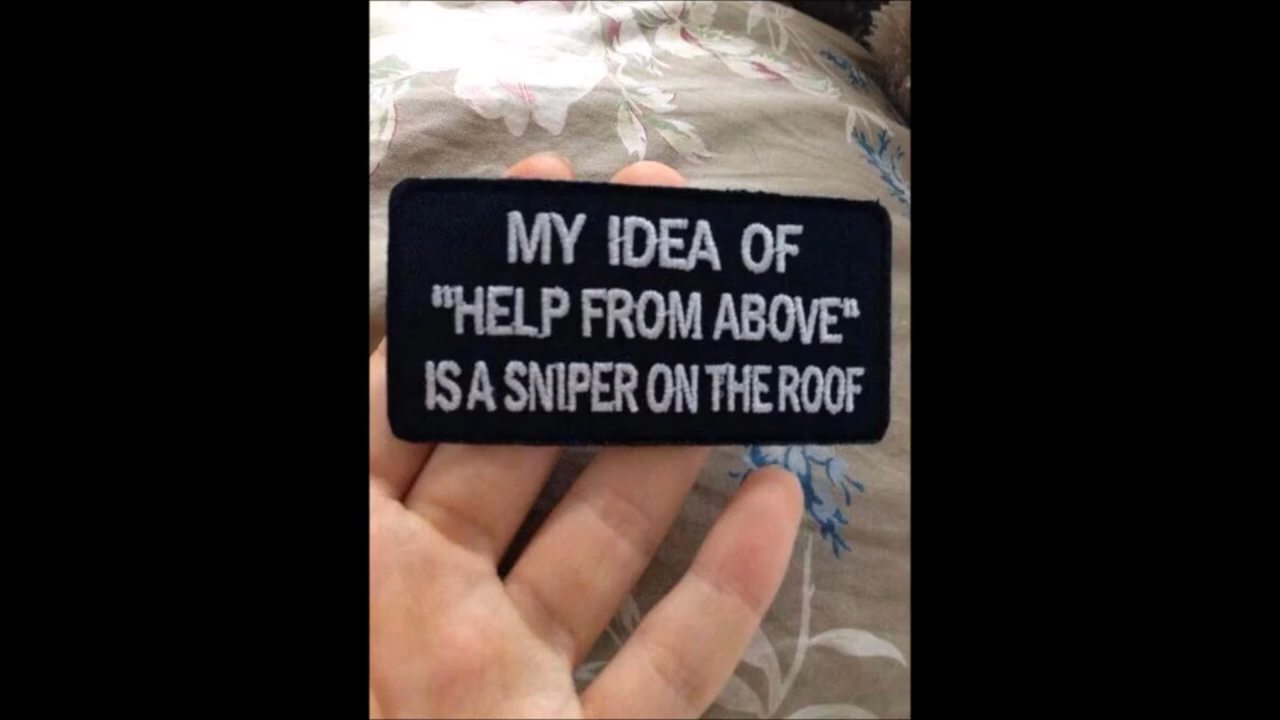 MY IDEA OF
"HELP FROM ABOVE"
IS A SNIPER ON THE ROOF